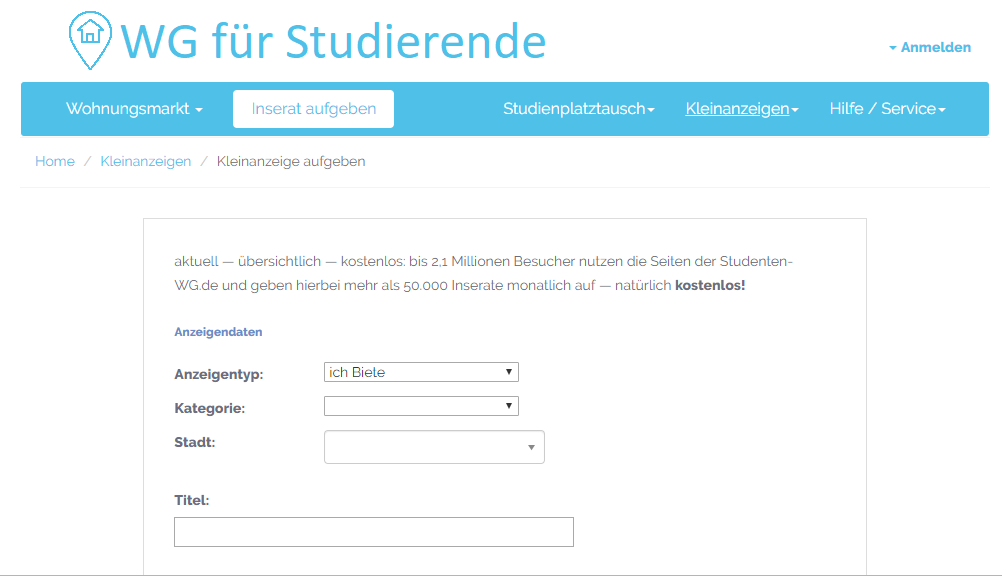 WG für Studierende
Anmelden
Wohnungsmarkt Inserat aufgeben Studienplatztausch Kleinanzeigen Hilfe / Service
Home / Kleinanzeigen / Kleinanzeige aufgeben
aktuell — übersichtlich — kostenlos: bis 2,1 Millionen Besucher nutzen die Seiten der Studenten-
WG.de und geben hierbei mehr als 50.000 Inserate monatlich auf — natürlich kostenlos!
Anzeigendaten
Anzeigentyp: ich Biete
Kategorie:
Stadt:
Titel: